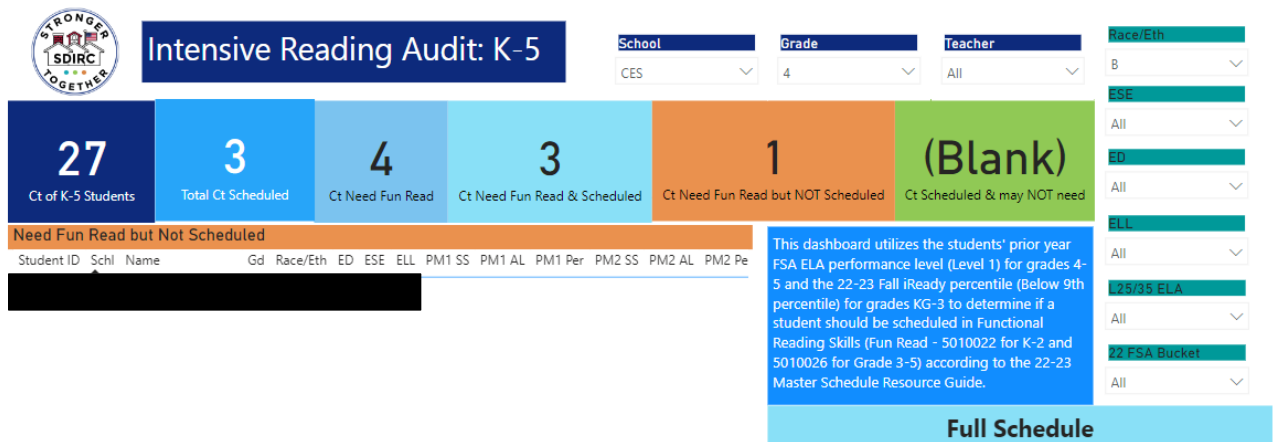 STRONGER
SDIRC
TOGETHER
Intensive Reading Audit: K-5
School
CES
Grade
4
Teacher
All
Race/Eth
B
ESE
All
ED
All
ELL
All
L25/35 ELA
All
22 FSA Bucket
All
27
Ct of K-5 Students
3
Total Ct Scheduled
4
Ct Need Fun Read
3
Ct Need Fun Read & Scheduled
1
Ct Need Fun Read but NOT Scheduled
(Blank)
Ct Scheduled & may NOT need
Need Fun Read but Not Scheduled
Student ID Schl Name Gd Race/Eth ED ESE ELL PM1 SS PM1 AL PM1 Per PM2 SS PM2 AL PM2 Pe
This dashboard utilizes the students' prior year
FSA ELA performance level (Level 1) for grades 4-
5 and the 22-23 Fall iReady percentile (Below 9th
percentile) for grades KG-3 to determine if a
student should be scheduled in Functional
Reading Skills (Fun Read - 5010022 for K-2 and
5010026 for Grade 3-5) according to the 22-23
Master Schedule Resource Guide.
Full Schedule